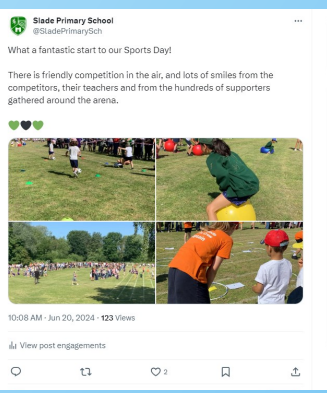 Slade Primary School
@SladePrimarySch
What a fantastic start to our Sports Day!
There is friendly competition in the air, and lots of smiles from the
competitors, their teachers and from the hundreds of supporters
gathered around the arena.
10:08 AM · Jun 20, 2024 · 123 Views
View post engagements
2